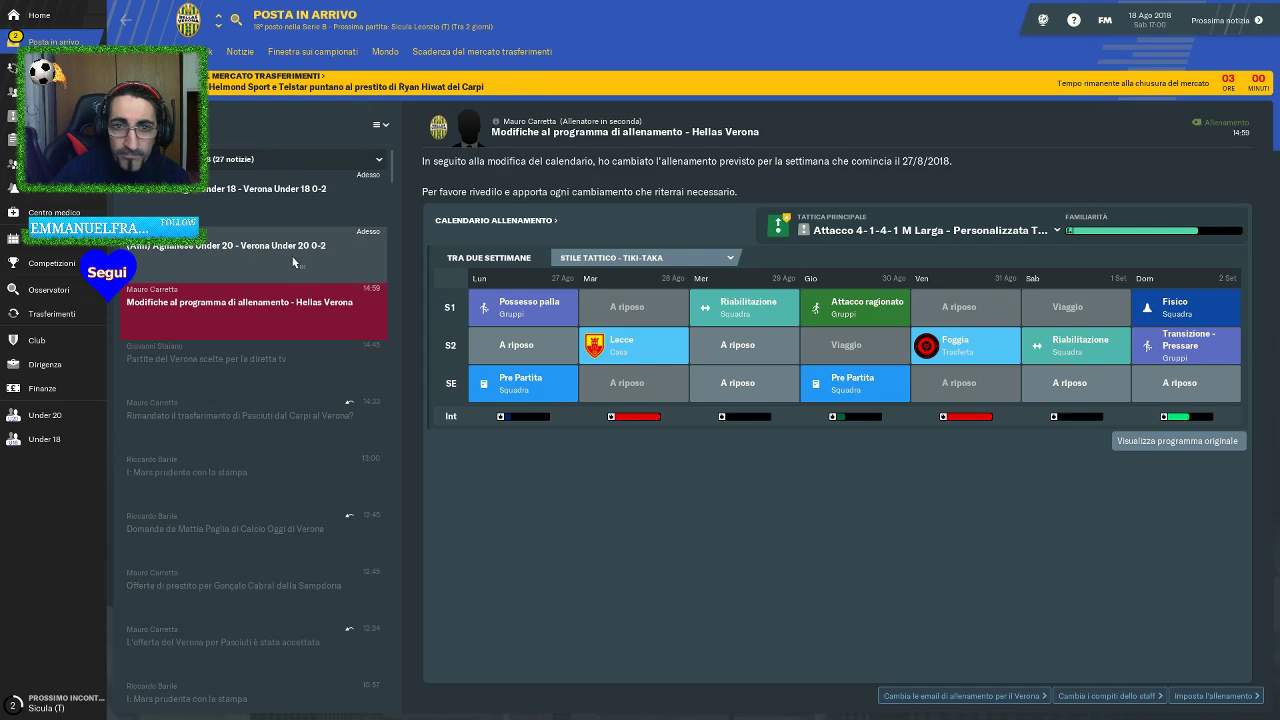 Home
POSTA IN ARRIVO
18° posto nella Serie B - Prossima partita: Sicula Leonzio (T) (Tra 2 giorni)
FM
18 Ago 2018
Sab 17:00
Prossima notizia
2
Posta in arrivo
Notizie
Finestra sui campionati
Mondo
Scadenza del mercato trasferimenti
MERCATO TRASFERIMENTI
Helmond Sport e Telstar puntano al prestito di Ryan Hiwat del Carpi
Tempo rimanente alla chiusura del mercato
03
ORE
00
MINUTI
(27 notizie)
Adesso
Under 18 - Verona Under 18 0-2
Adesso
Aglianese Under 20 - Verona Under 20 0-2
Mauro Carretta
14:59
Modifiche al programma di allenamento - Hellas Verona
Giovanni Staiano
14:45
Partite del Verona scelte per la diretta tv
Mauro Carretta
14:33
Rimandato il trasferimento di Pasciuti dal Carpi al Verona?
Riccardo Barile
13:00
I: Mars prudente con la stampa
Riccardo Barile
12:45
Domanda da Mattia Paglia di Calcio Oggi di Verona
Mauro Carretta
12:45
Offerte di prestito per Gonçalo Cabral della Sampdoria
Mauro Carretta
12:34
L'offerta del Verona per Pasciuti è stata accettata
Riccardo Barile
10:57
I: Mars prudente con la stampa
Centro medico
EMMANUELFRA...
FOLLOW
Segui
Competizioni
Osservatori
Trasferimenti
Club
Dirigenza
Finanze
Under 20
Under 18
2
PROSSIMO INCONT...
Sicula (T)
Mauro Carretta (Allenatore in seconda)
Modifiche al programma di allenamento - Hellas Verona
Allenamento
14:59
In seguito alla modifica del calendario, ho cambiato l'allenamento previsto per la settimana che comincia il 27/8/2018.
Per favore rivedilo e apporta ogni cambiamento che riterrai necessario.
CALENDARIO ALLENAMENTO
TATTICA PRINCIPALE
Attacco 4-1-4-1 M Larga - Personalizzata T...
FAMILIARITÀ
TRA DUE SETTIMANE
STILE TATTICO - TIKI-TAKA
Lun 27 Ago Mar 28 Ago Mer 29 Ago Gio 30 Ago Ven 31 Ago Sab 1 Set Dom 2 Set
S1
Possesso palla
Gruppi
A riposo
Riabilitazione
Squadra
Attacco ragionato
Gruppi
A riposo
Viaggio
Fisico
Squadra
S2
A riposo
Lecce
Casa
A riposo
Viaggio
Foggia
Trasferta
Riabilitazione
Squadra
Transizione -
Pressare
Gruppi
SE
Pre Partita
Squadra
A riposo
A riposo
Pre Partita
Squadra
A riposo
A riposo
A riposo
Int
Visualizza programma originale
Cambia le email di allenamento per il Verona
Cambia i compiti dello staff
Imposta l'allenamento